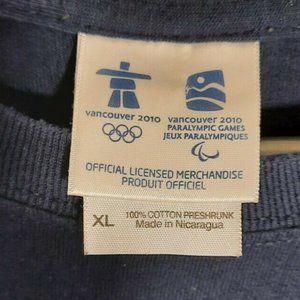 vancouver 2010
vancouver 2010
PARALYMPIC GAMES
JEUX PARALYMPIQUES
OFFICIAL LICENSED MERCHANDISE
PRODUIT OFFICIEL
XL
100% COTTON PRESHRUNK
Made in Nicaragua